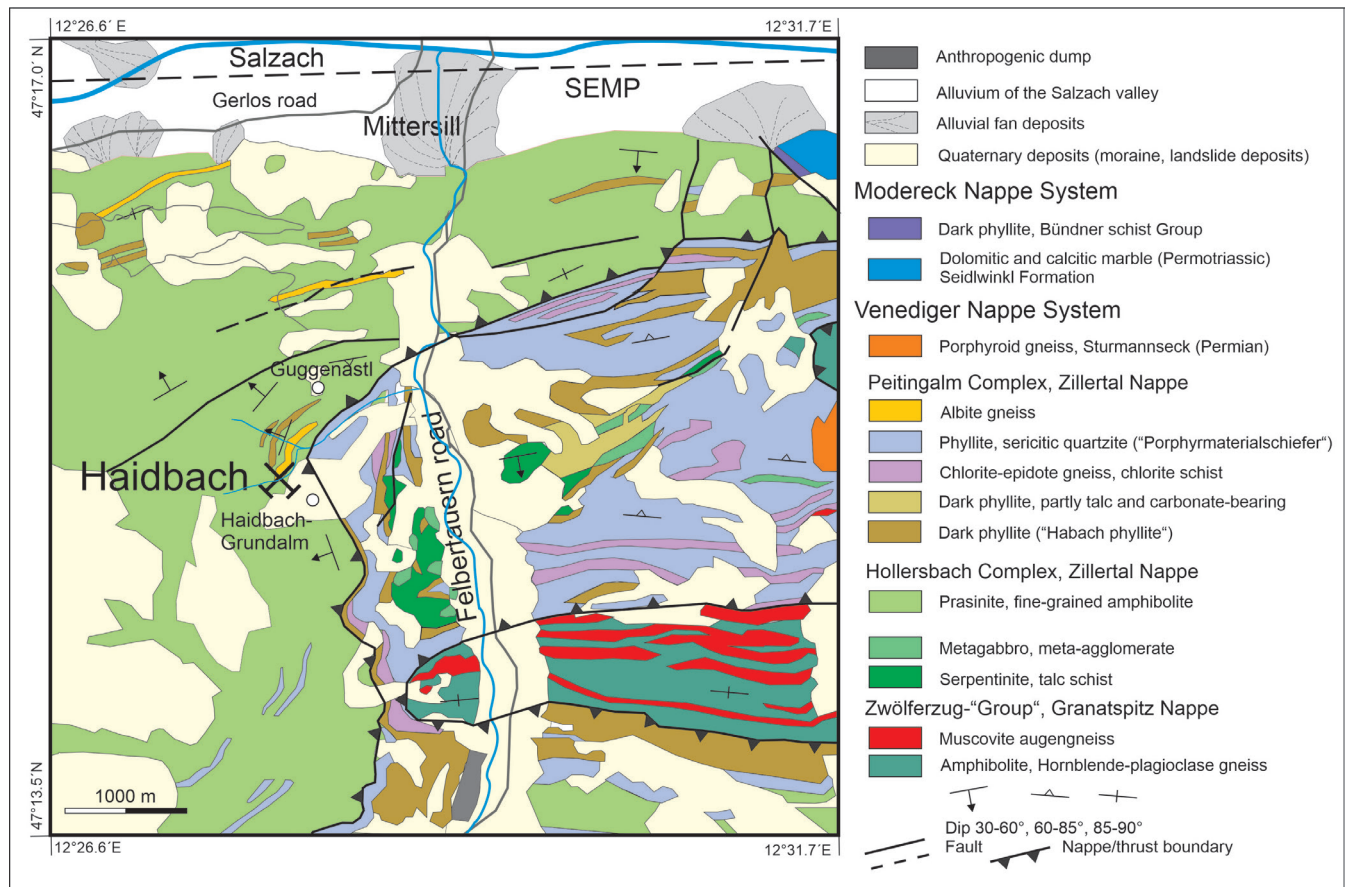 12°26.6´ E
12°31.7´E
47°17.0´ N
Salzach
SEMP
Gerlos road
Mittersill
Guggenastl
Haidbach
Haidbach-
Grundalm
Felbertauern road
1000 m
47°13.5´N
12°26.6´E
12°31.7´E
Anthropogenic dump
Alluvium of the Salzach valley
Alluvial fan deposits
Quaternary deposits (moraine, landslide deposits)
Modereck Nappe System
Dark phyllite, Bündner schist Group
Dolomitic and calcitic marble (Permotriassic)
Seidlwinkl Formation
Venediger Nappe System
Porphyroid gneiss, Sturmannseck (Permian)
Peitingalm Complex, Zillertal Nappe
Albite gneiss
Phyllite, sericitic quartzite (“Porphyrmaterialschiefer“)
Chlorite-epidote gneiss, chlorite schist
Dark phyllite, partly talc and carbonate-bearing
Dark phyllite (“Habach phyllite“)
Hollersbach Complex, Zillertal Nappe
Prasinite, fine-grained amphibolite
Metagabbro, meta-agglomerate
Serpentinite, talc schist
Zwölferzug-“Group“, Granatspitz Nappe
Muscovite augengneiss
Amphibolite, Hornblende-plagioclase gneiss
Dip 30-60°, 60-85°, 85-90°
Fault
Nappe/thrust boundary